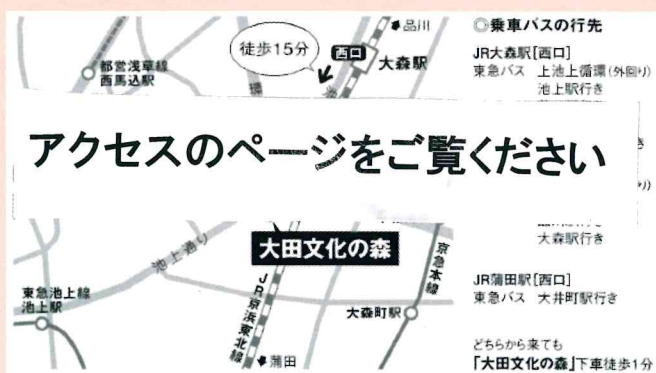 品川
徒歩15分
西口
大森駅
都営浅草線
西馬込駅
環
アクセスのページをご覧ください
大田文化の森
池上通り
東急池上線
池上駅
JR京浜東北線
蒲田
大森町駅
京急本線
◎乗車バスの行先
JR大森駅[西口]
東急バス 上池上循環(外回り)
池上駅行き
大森駅行き
JR蒲田駅[西口]
東急バス 大井町駅行き
どちらから来ても
「大田文化の森」下車徒歩1分